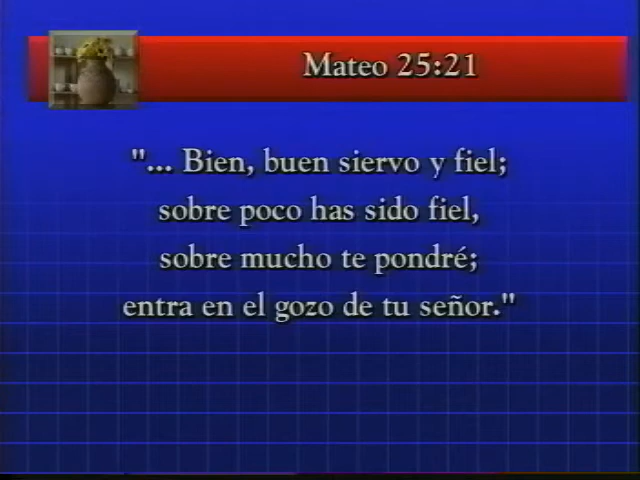 Mateo 25:21
"... Bien, buen siervo y fiel;
sobre poco has sido fiel,
sobre mucho te pondré;
entra en el gozo de tu señor."